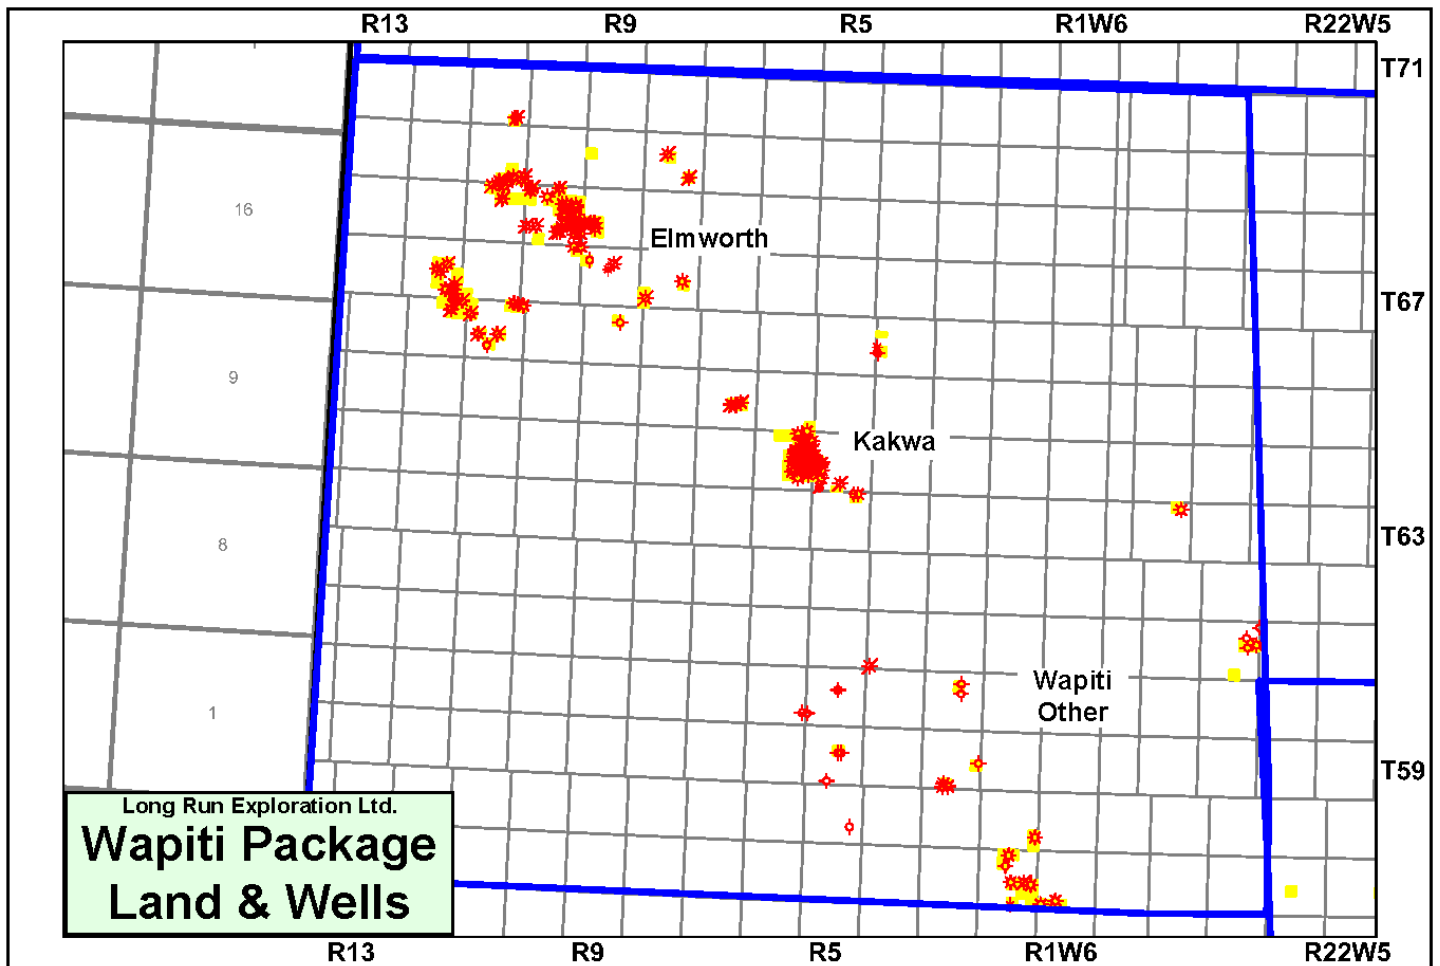 R13 R9 R5 R1W6 R22W5
T71
16
Elmworth
T67
9
Kakwa
T63
8
Wapiti
Other
1
T59
Long Run Exploration Ltd.
Wapiti Package
Land & Wells
R13 R9 R5 R1W6 R22W5